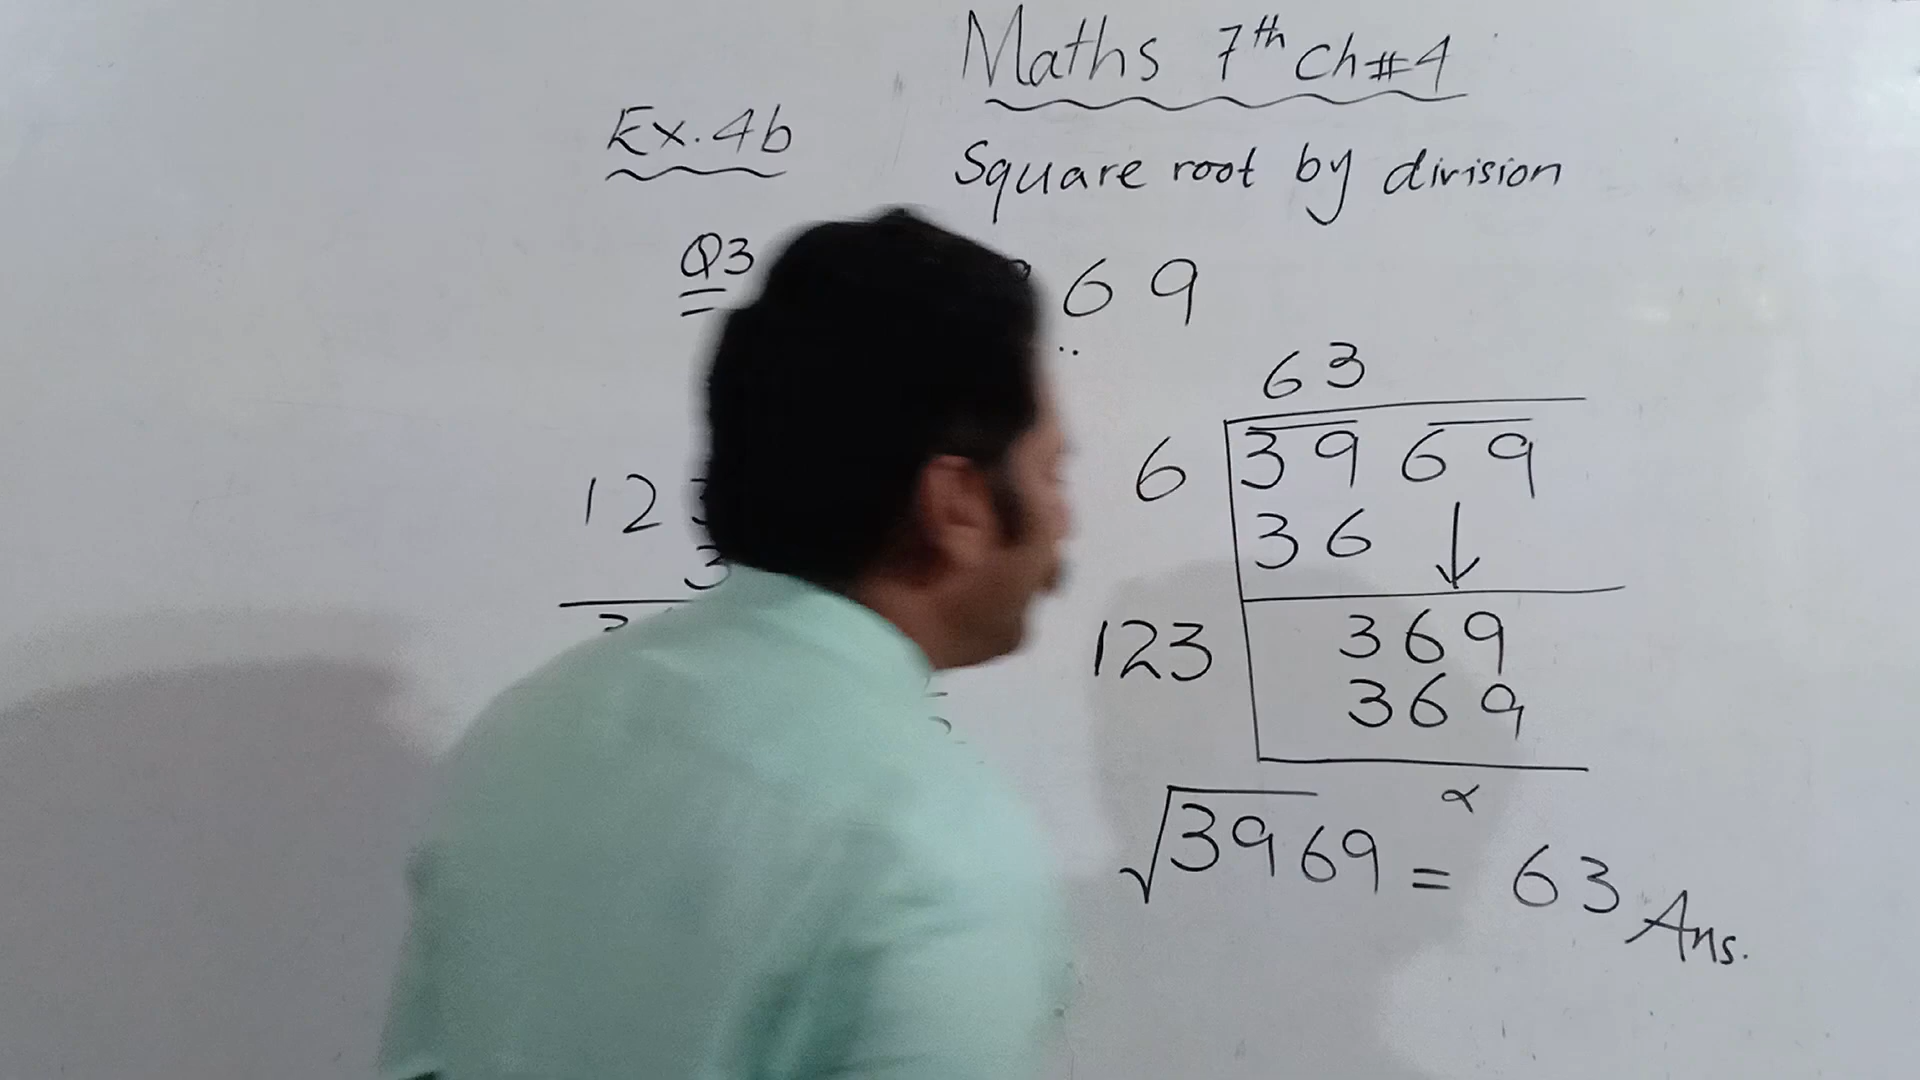 Maths 7th Ch#4
Ex. 4b
Square root by division
Q3
69
63
6 3969
36
12
3
123 369
369
√3969 = 63 Ans.